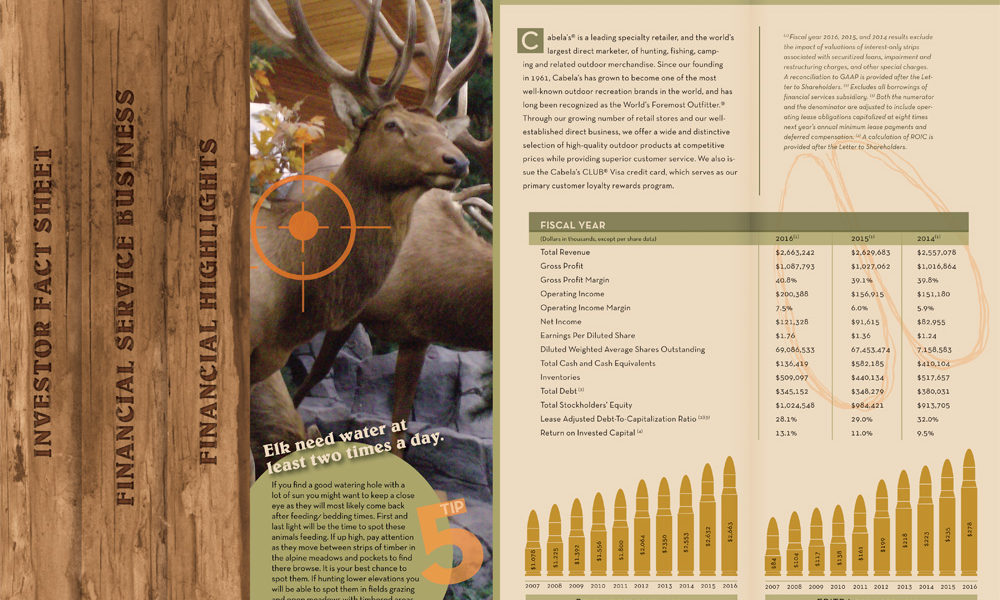 INVESTOR FACT SHEET
FINANCIAL SERVICE BUSINESS
FINANCIAL HIGHLIGHTS
Elk need water at
least two times a day.
If you find a good watering hole with a
lot of sun you might want to keep a close
eye as they will most likely come back
after feeding/ bedding times. First and
last light will be the time to spot these
animals feeding. If up high, pay attention
as they move between strips of timber in
the alpine meadows and pockets to find
there browse. It is your best chance to
spot them. If hunting lower elevations you
will be able to spot them in fields grazing
and open meadows with timbered areas
TIP
5
Cabela's® is a leading specialty retailer, and the world's
largest direct marketer, of hunting, fishing, camp-
ing and related outdoor merchandise. Since our founding
in 1961, Cabela's has grown to become one of the most
well-known outdoor recreation brands in the world, and has
long been recognized as the World's Foremost Outfitter.®
Through our growing number of retail stores and our well-
established direct business, we offer a wide and distinctive
selection of high-quality outdoor products at competitive
prices while providing superior customer service. We also is-
sue the Cabela's CLUB® Visa credit card, which serves as our
primary customer loyalty rewards program.
(1) Fiscal year 2016, 2015, and 2014 results exclude
the impact of valuations of interest-only strips
associated with securitized loans, impairment and
restructuring charges, and other special charges.
A reconciliation to GAAP is provided after the Let-
ter to Shareholders. (2) Excludes all borrowings of
financial services subsidiary. (3) Both the numerator
and the denominator are adjusted to include oper-
ating lease obligations capitalized at eight times
next year's annual minimum lease payments and
deferred compensation. (4) A calculation of ROIC is
provided after the Letter to Shareholders.
FISCAL YEAR
(Dollars in thousands, except per share data) 2016(1) 2015(1) 2014(1)
Total Revenue $2,663,242 $2,629,683 $2,557,078
Gross Profit $1,087,793 $1,027,062 $1,016,864
Gross Profit Margin 40.8% 39.1% 39.8%
Operating Income $200,388 $156,915 $151,180
Operating Income Margin 7.5% 6.0% 5.9%
Net Income $121,328 $91,615 $82,955
Earnings Per Diluted Share $1.76 $1.36 $1.24
Diluted Weighted Average Shares Outstanding 69,086,533 67,453,474 7,158,583
Total Cash and Cash Equivalents $136,419 $582,185 $410,104
Inventories $509,097 $440,134 $517,657
Total Debt (2) $345,152 $348,279 $380,031
Total Stockholders' Equity $1,024,548 $984,421 $913,705
Lease Adjusted Debt-To-Capitalization Ratio (2)(3) 28.1% 29.0% 32.0%
Return on Invested Capital (4) 13.1% 11.0% 9.5%
$1,078 $1,225 $1,392 $1,556 $1,800 $2,064 $2350 $2,553 $2,632 $2,663
2007 2008 2009 2010 2011 2012 2013 2014 2015 2016
$84 $104 $117 $138 $161 $199 $218 $223 $235 $278
2007 2008 2009 2010 2011 2012 2013 2014 2015 2016